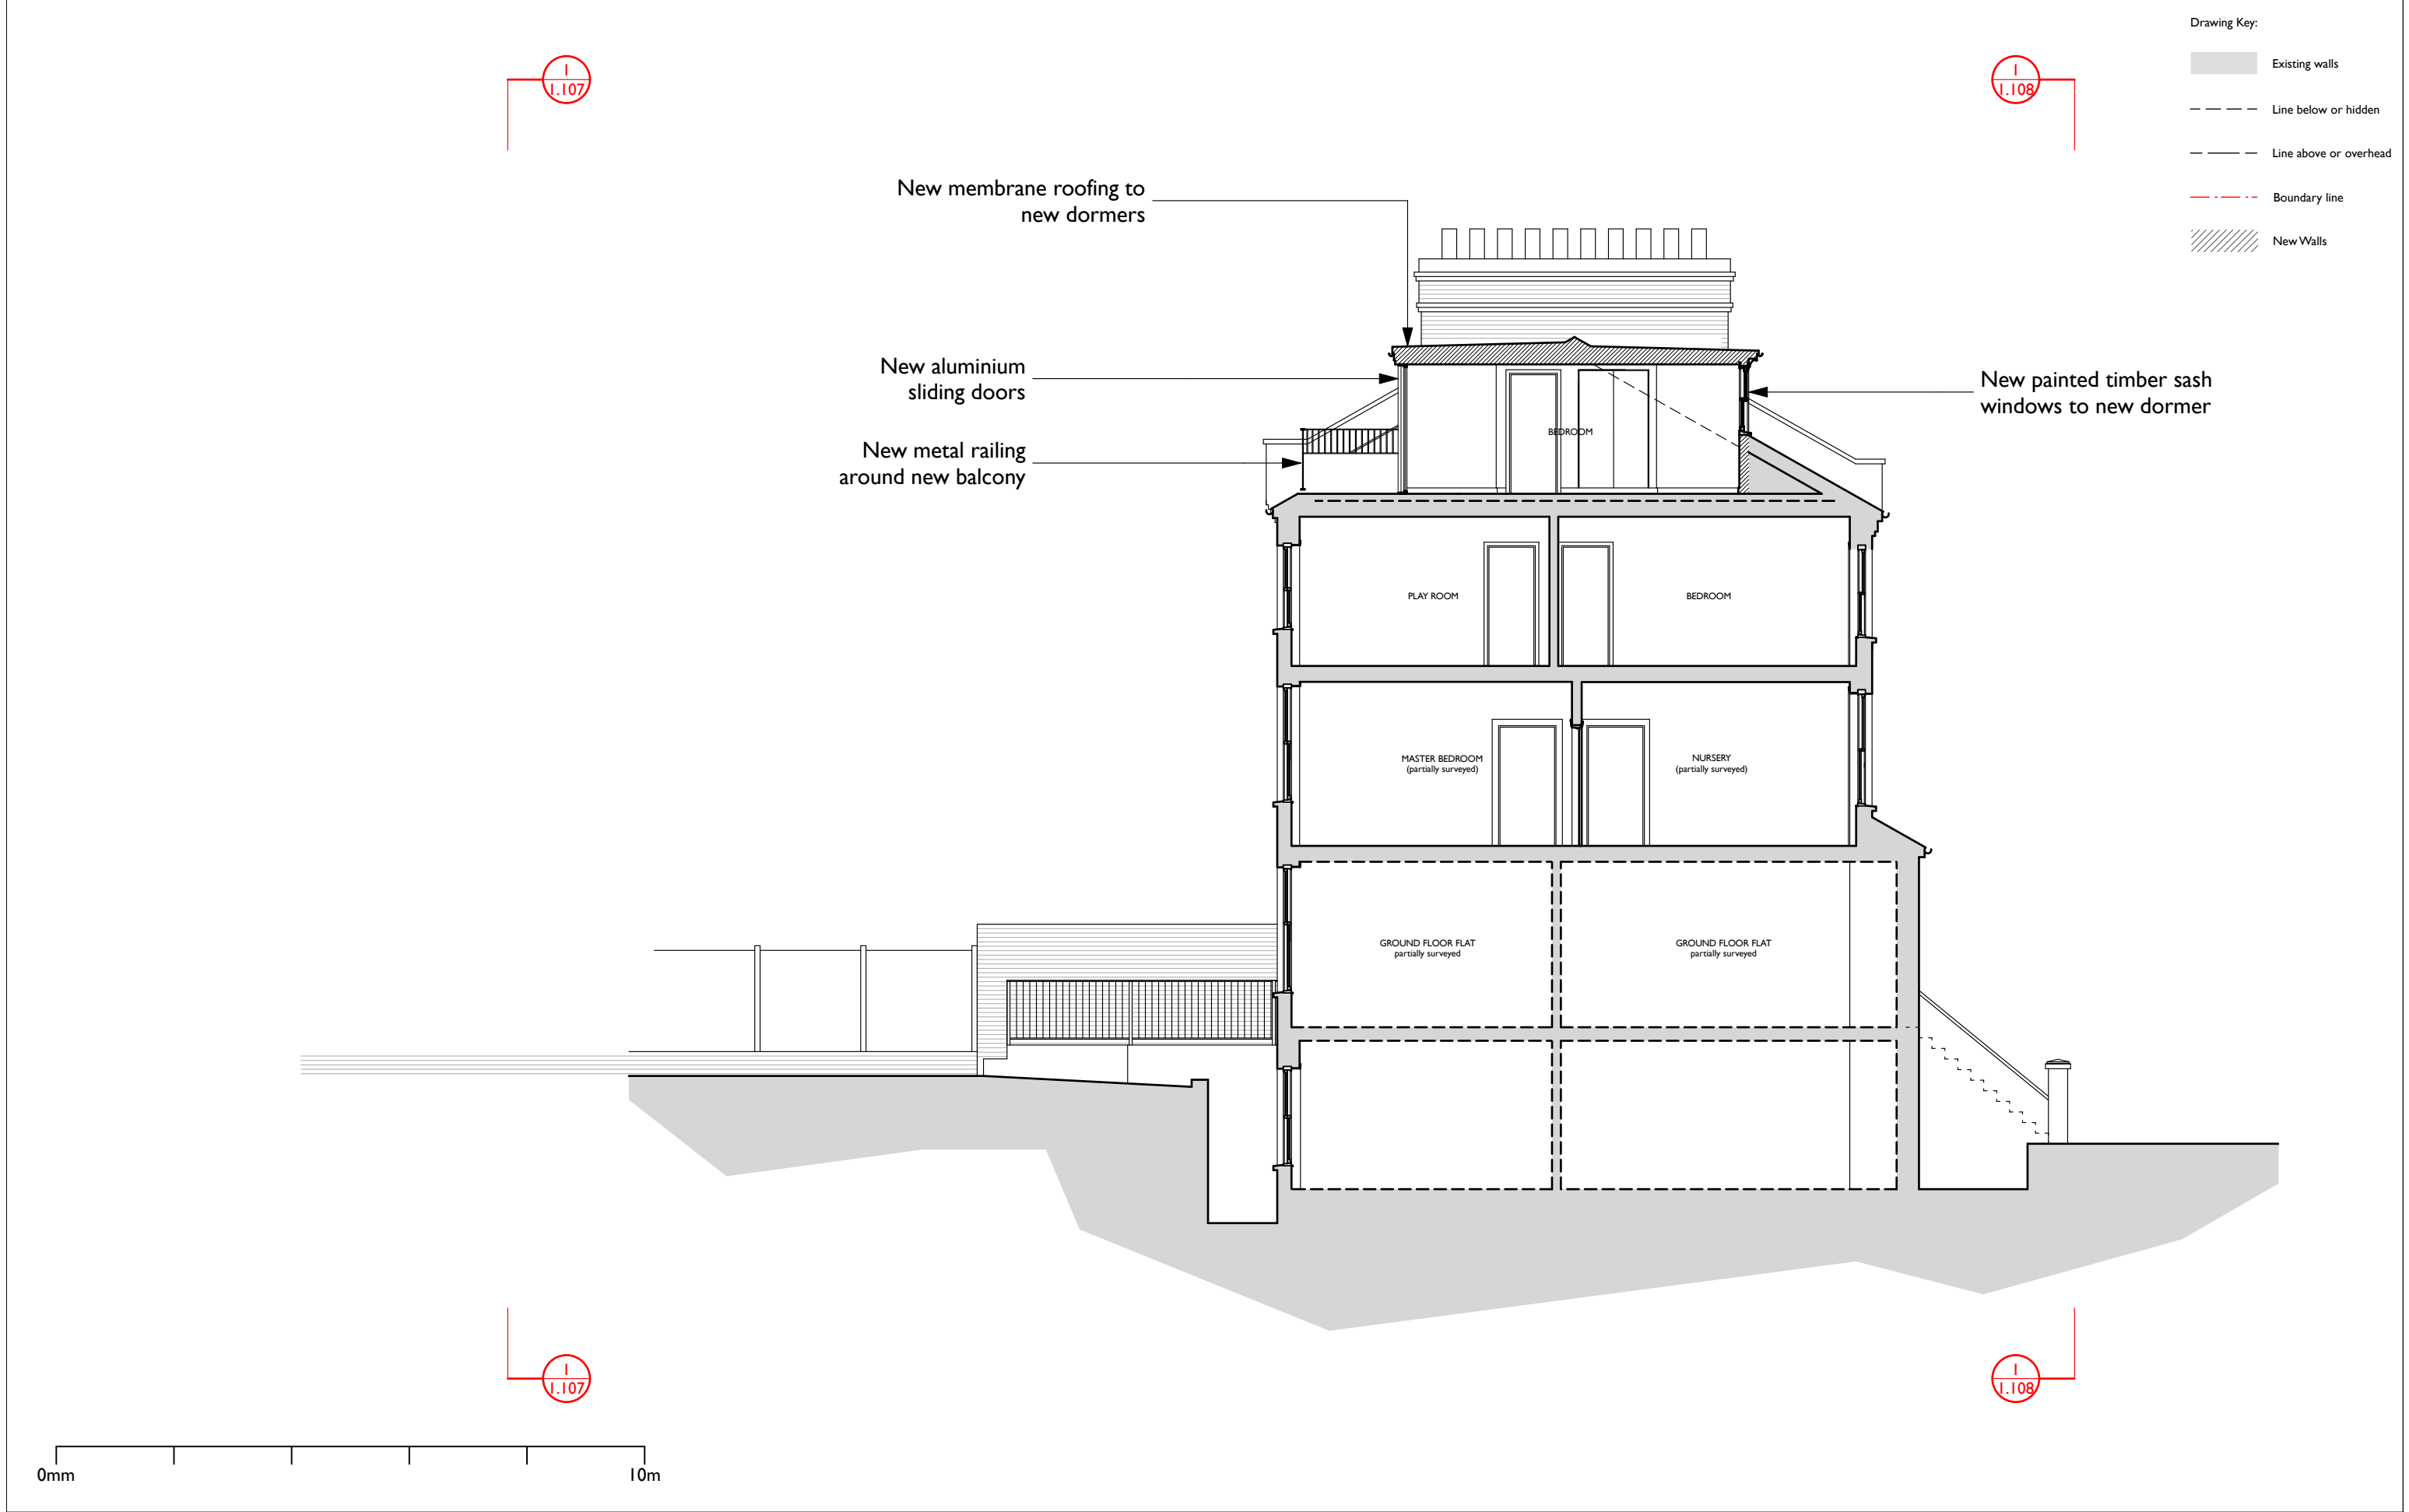 Drawing Key:
Existing walls
Line below or hidden
Line above or overhead
Boundary line
New Walls
1
1.107
1
1.108
New membrane roofing to
new dormers
New aluminium
sliding doors
New metal railing
around new balcony
New painted timber sash
windows to new dormer
BEDROOM
PLAY ROOM
BEDROOM
MASTER BEDROOM
(partially surveyed)
NURSERY
(partially surveyed)
GROUND FLOOR FLAT
partially surveyed
GROUND FLOOR FLAT
partially surveyed
1
1.107
1
1.108
0mm
10m